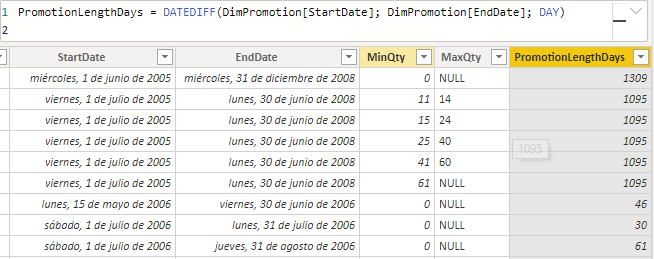 1 PromotionLengthDays = DATEDIFF(DimPromotion[StartDate]; DimPromotion[EndDate]; DAY)
2
StartDate EndDate MinQty MaxQty PromotionLengthDays
miércoles, 1 de junio de 2005 miércoles, 31 de diciembre de 2008 0 NULL 1309
viernes, 1 de julio de 2005 lunes, 30 de junio de 2008 11 14 1095
viernes, 1 de julio de 2005 lunes, 30 de junio de 2008 15 24 1095
viernes, 1 de julio de 2005 lunes, 30 de junio de 2008 25 40 1095
viernes, 1 de julio de 2005 lunes, 30 de junio de 2008 41 60 1095 1095
viernes, 1 de julio de 2005 lunes, 30 de junio de 2008 61 NULL 1095
lunes, 15 de mayo de 2006 viernes, 30 de junio de 2006 0 NULL 46
sábado, 1 de julio de 2006 lunes, 31 de julio de 2006 0 NULL 30
sábado, 1 de julio de 2006 jueves, 31 de agosto de 2006 0 NULL 61